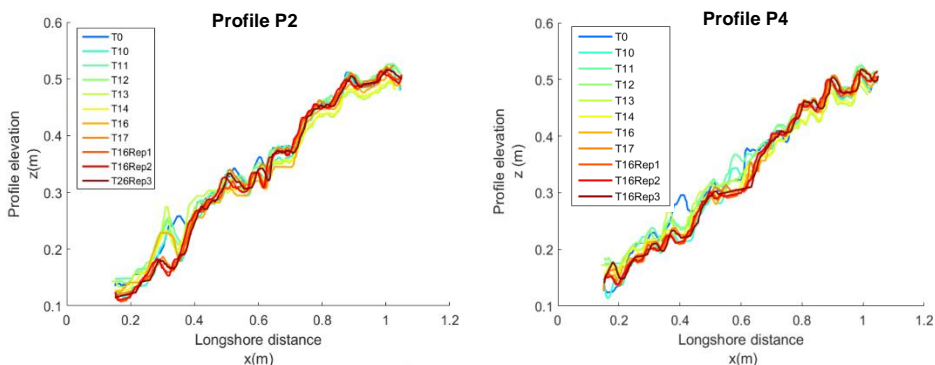 Profile P2
Profile elevation
z(m)
0.6
0.5
0.4
0.3
0.2
0.1
T0
T10
T11
T12
T13
T14
T16
T17
T16Rep1
T16Rep2
T26Rep3
0
0.2
0.4
0.6
0.8
1
1.2
Longshore distance
x(m)
Profile P4
Profile elevation
z (m)
0.6
0.5
0.4
0.3
0.2
0.1
T0
T10
T11
T12
T13
T14
T16
T17
T16Rep1
T16Rep2
T16Rep3
0
0.2
0.4
0.6
0.8
1
1.2
Longshore distance
x(m)